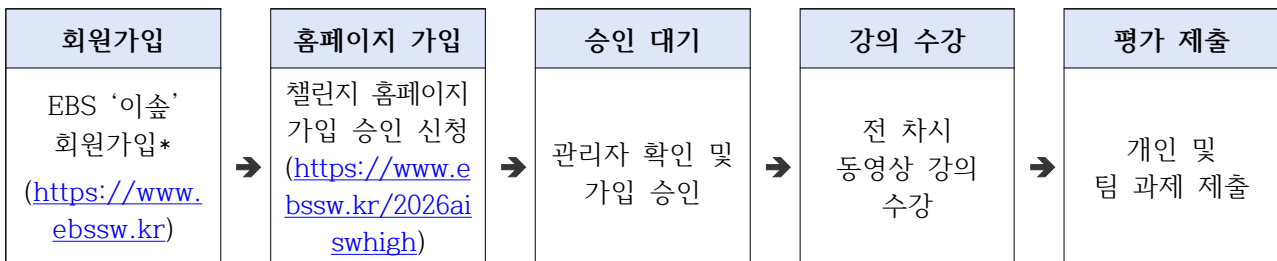 회원가입
EBS ‘이솦’
회원가입*
(https://www.
ebssw.kr)
➔
홈페이지 가입
챌린지 홈페이지
가입 승인 신청
(https://www.e
bssw.kr/2026ai
swhigh)
➔
승인 대기
관리자 확인 및
가입 승인
➔
강의 수강
전 차시
동영상 강의
수강
➔
평가 제출
개인 및
팀 과제 제출